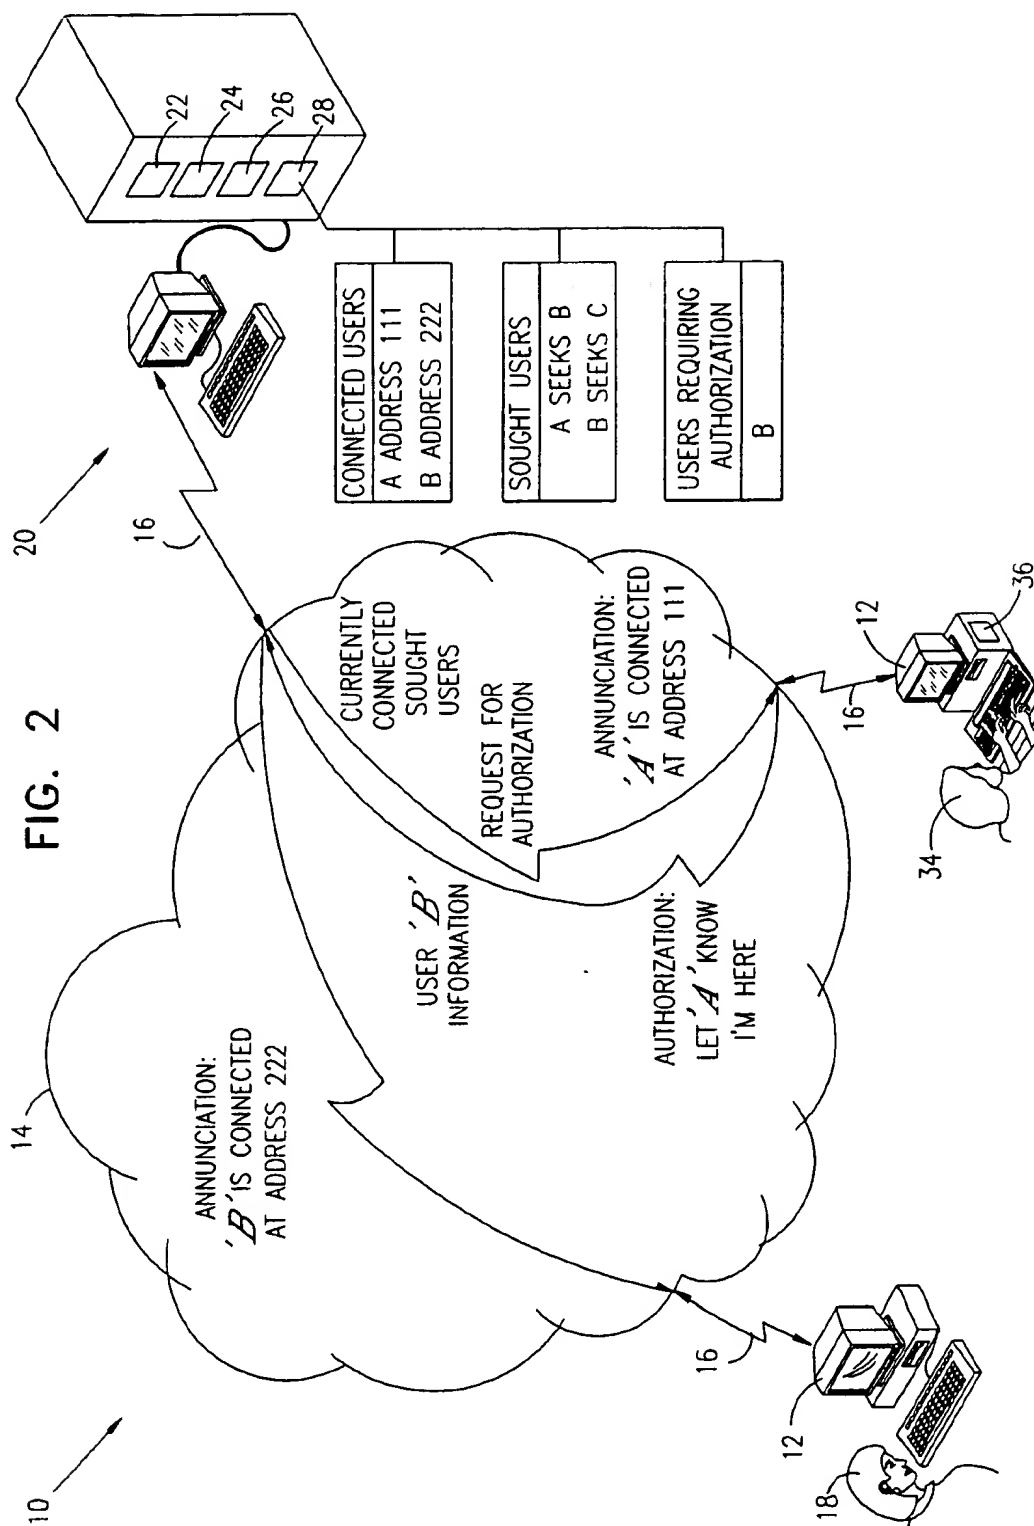 FIG. 2
10
14
20
16
22
24
26
28
CONNECTED USERS
A ADDRESS 111
B ADDRESS 222
SOUGHT USERS
A SEEKS B
B SEEKS C
USERS REQUIRING
AUTHORIZATION
B
ANNUNCIATION:
'B' IS CONNECTED
AT ADDRESS 222
USER 'B'
INFORMATION
CURRENTLY
CONNECTED
SOUGHT
USERS
REQUEST FOR
AUTHORIZATION
ANNUNCIATION:
'A' IS CONNECTED
AT ADDRESS 111
AUTHORIZATION:
LET 'A' KNOW
I'M HERE
16
12
18
16
12
34
36